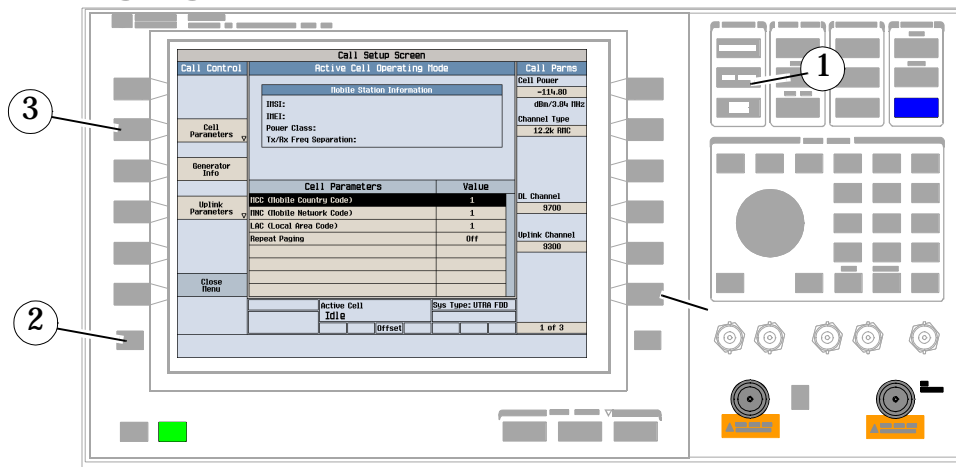 Call Setup Screen
Call Control
Active Cell Operating Mode
Call Parms
Mobile Station Information
IMSI:
IMEI:
Power Class:
Tx/Rx Freq Separation:
Cell Power
-114.80
dBm/3.84 MHz
Channel Type
12.2k RMC
Cell
Parameters
Generator
Info
Uplink
Parameters
Close
Menu
Cell Parameters
Value
MCC (Mobile Country Code)
1
MNC (Mobile Network Code)
1
LAC (Local Area Code)
1
Repeat Paging
Off
DL Channel
9700
Uplink Channel
9300
Active Cell
Idle
Sys Type: UTRA FDD
Offset
1 of 3
1
2
3